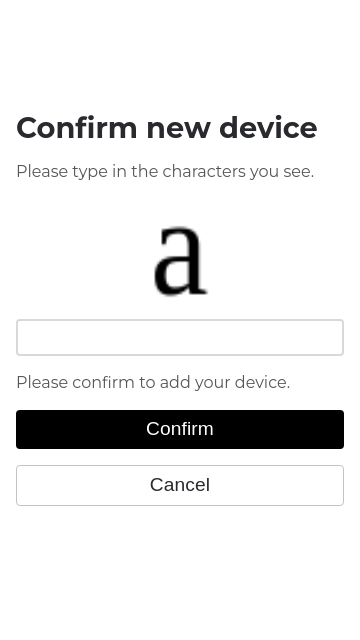 Confirm new device
Please type in the characters you see.
a
Please confirm to add your device.
Confirm
Cancel